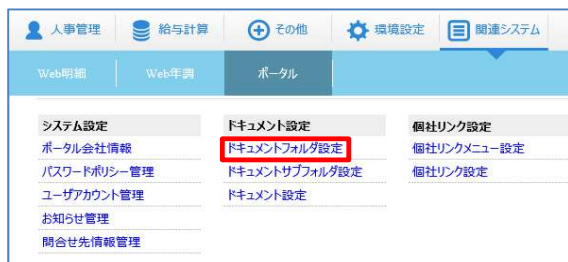 人事管理 給与計算 その他 環境設定 関連システム
Web明細 Web年調 ポータル
システム設定 ドキュメント設定 個社リンク設定
ポータル会社情報 ドキュメントフォルダ設定 個社リンクメニュー設定
パスワードポリシー管理 ドキュメントサブフォルダ設定 個社リンク設定
ユーザアカウント管理 ドキュメント設定
お知らせ管理
問合せ先情報管理